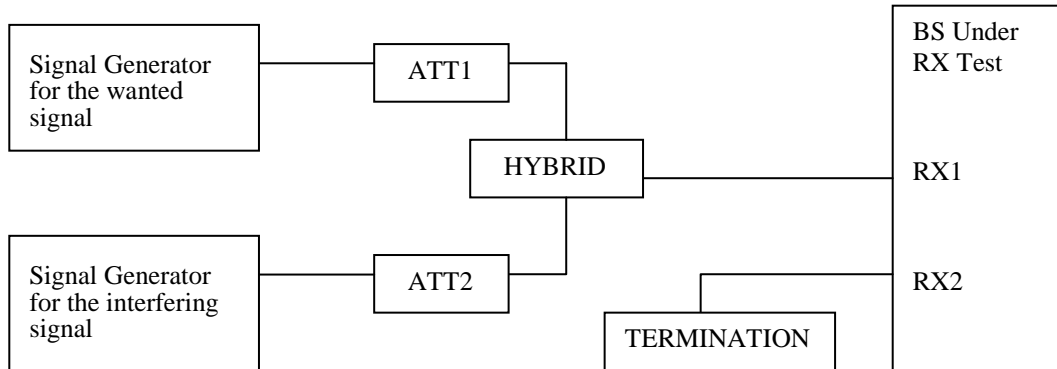 Signal Generator
for the wanted
signal
ATT1
HYBRID
BS Under
RX Test
RX1
Signal Generator
for the interfering
signal
ATT2
RX2
TERMINATION